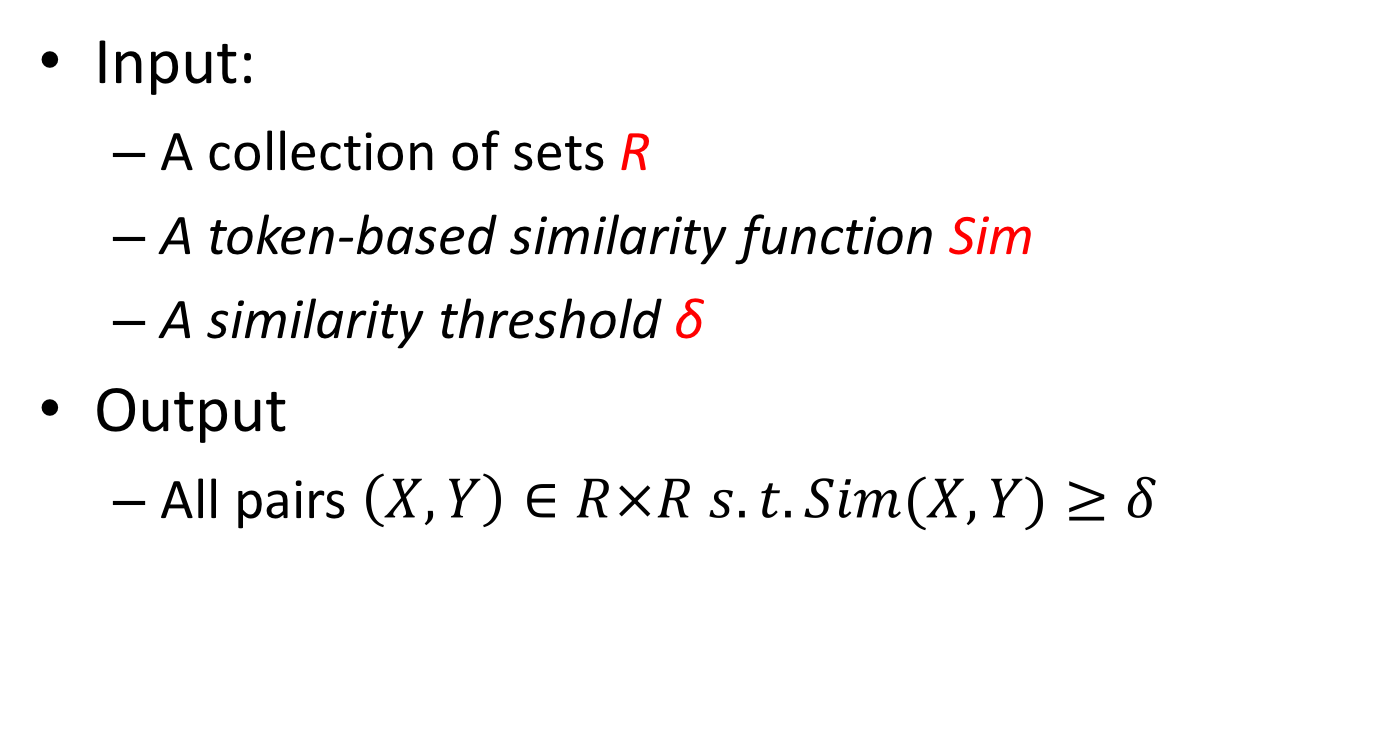 • Input:
– A collection of sets R
– A token-based similarity function Sim
– A similarity threshold δ
• Output
– All pairs (X, Y) ∈ R×R s.t. Sim(X, Y) ≥ δ